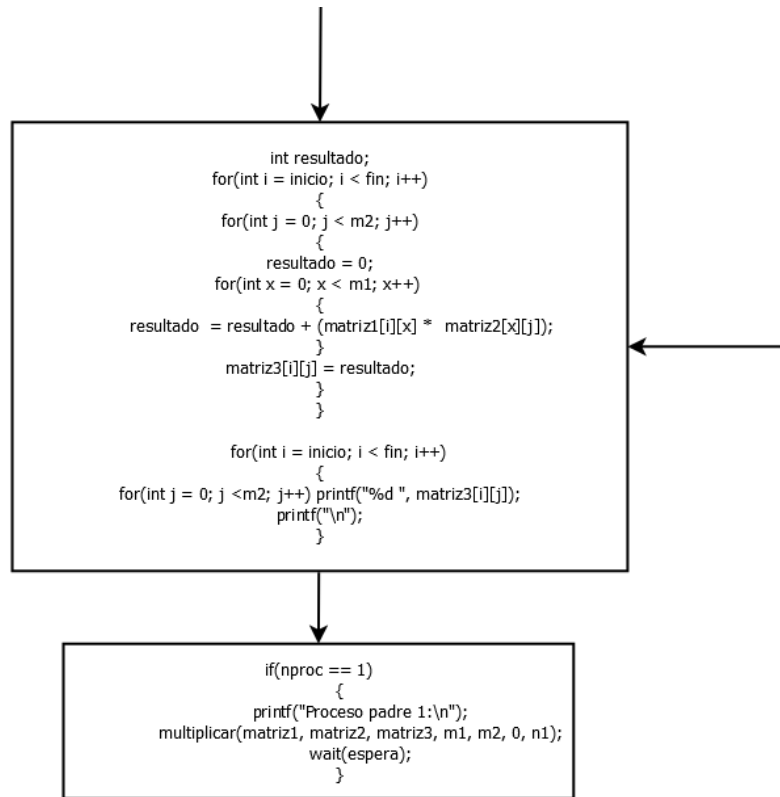 int resultado;
for(int i = inicio; i < fin; i++)
{
for(int j = 0; j < m2; j++)
{
resultado = 0;
for(int x = 0; x < m1; x++)
{
resultado = resultado + (matriz1[i][x] * matriz2[x][j]);
}
matriz3[i][j] = resultado;
}
}
for(int i = inicio; i < fin; i++)
{
for(int j = 0; j <m2; j++) printf("%d ", matriz3[i][j]);
printf("\n");
}
if(nproc == 1)
{
printf("Proceso padre 1:\n");
multiplicar(matriz1, matriz2, matriz3, m1, m2, 0, n1);
wait(espera);
}